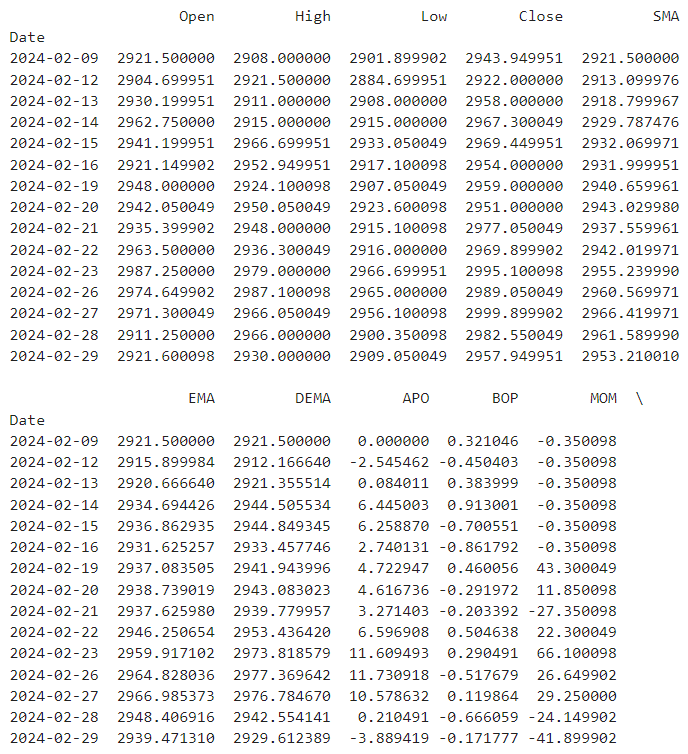 Open High Low Close SMA
Date
2024-02-09 2921.500000 2908.000000 2901.899902 2943.949951 2921.500000
2024-02-12 2904.699951 2921.500000 2884.699951 2922.000000 2913.099976
2024-02-13 2930.199951 2911.000000 2908.000000 2958.000000 2918.799967
2024-02-14 2962.750000 2915.000000 2915.000000 2967.300049 2929.787476
2024-02-15 2941.199951 2966.699951 2933.050049 2969.449951 2932.069971
2024-02-16 2921.149902 2952.949951 2917.100098 2954.000000 2931.999951
2024-02-19 2948.000000 2924.100098 2907.050049 2959.000000 2940.659961
2024-02-20 2942.050049 2950.050049 2923.600098 2951.000000 2943.029980
2024-02-21 2935.399902 2948.000000 2915.100098 2977.050049 2937.559961
2024-02-22 2963.500000 2936.300049 2916.000000 2969.899902 2942.019971
2024-02-23 2987.250000 2979.000000 2966.699951 2995.100098 2955.239990
2024-02-26 2974.649902 2987.100098 2965.000000 2989.050049 2960.569971
2024-02-27 2971.300049 2966.050049 2956.100098 2999.899902 2966.419971
2024-02-28 2911.250000 2966.000000 2900.350098 2982.550049 2961.589990
2024-02-29 2921.600098 2930.000000 2909.050049 2957.949951 2953.210010
EMA DEMA APO BOP MOM \
Date
2024-02-09 2921.500000 2921.500000 0.000000 0.321046 -0.350098
2024-02-12 2915.899984 2912.166640 -2.545462 -0.450403 -0.350098
2024-02-13 2920.666640 2921.355514 0.084011 0.383999 -0.350098
2024-02-14 2934.694426 2944.505534 6.445003 0.913001 -0.350098
2024-02-15 2936.862935 2944.849345 6.258870 -0.700551 -0.350098
2024-02-16 2931.625257 2933.457746 2.740131 -0.861792 -0.350098
2024-02-19 2937.083505 2941.943996 4.722947 0.460056 43.300049
2024-02-20 2938.739019 2943.083023 4.616736 -0.291972 11.850098
2024-02-21 2937.625980 2939.779957 3.271403 -0.203392 -27.350098
2024-02-22 2946.250654 2953.436420 6.596908 0.504638 22.300049
2024-02-23 2959.917102 2973.818579 11.609493 0.290491 66.100098
2024-02-26 2964.828036 2977.369642 11.730918 -0.517679 26.649902
2024-02-27 2966.985373 2976.784670 10.578632 0.119864 29.250000
2024-02-28 2948.406916 2942.554141 0.210491 -0.666059 -24.149902
2024-02-29 2939.471310 2929.612389 -3.889419 -0.171777 -41.899902